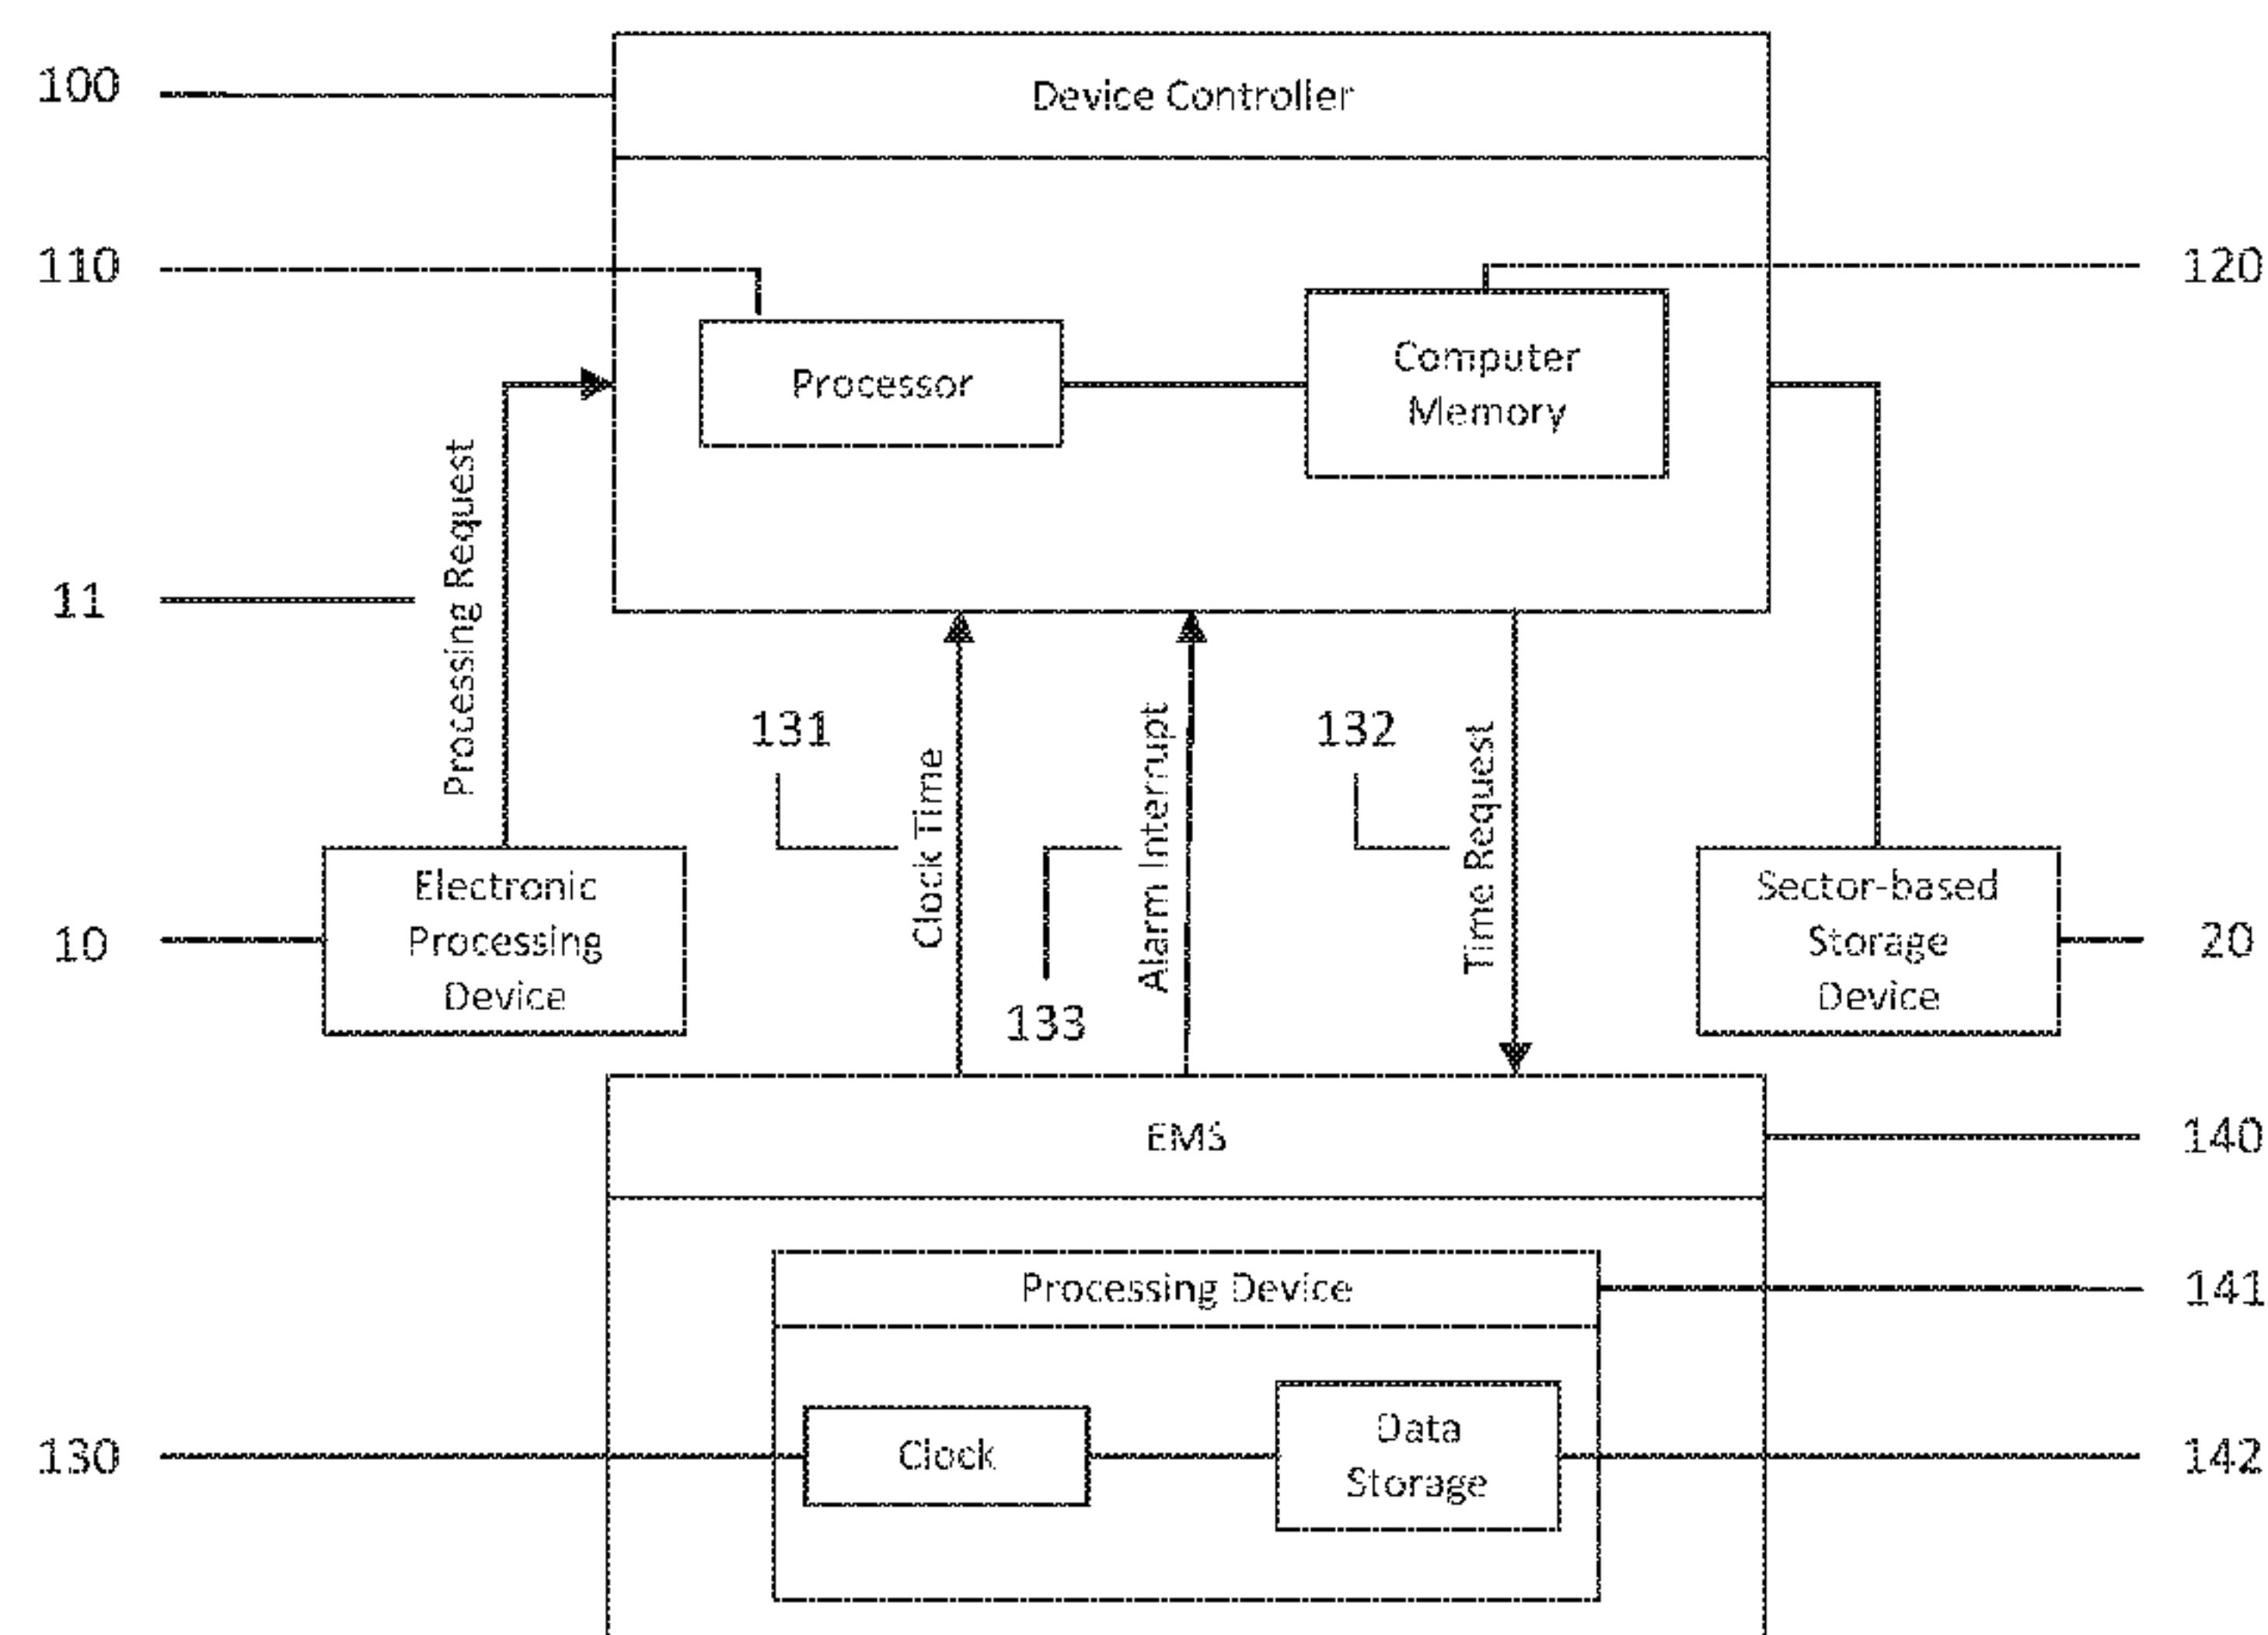 100
Device Controller
110
120
Processor
Computer
Memory
Processing Request
11
131
Clock Time
133
Alarm Interrupt
132
Time Request
10
Electronic
Processing
Device
Sector-based
Storage
Device
20
EMS
140
Processing Device
141
130
Clock
Data
Storage
142